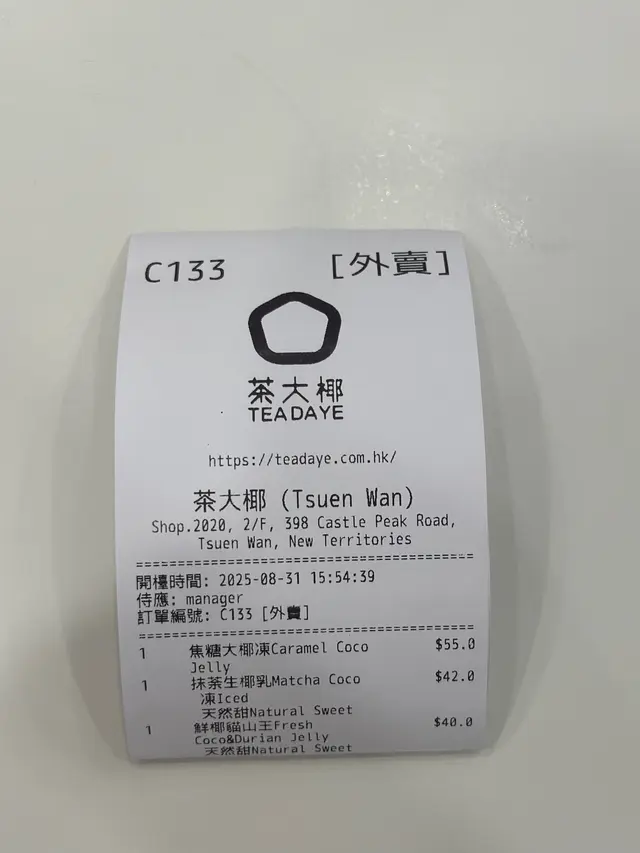 C133 [外賣]
茶大椰
TEADAYE
https://teadaye.com.hk/
茶大椰 (Tsuen Wan)
Shop.2020, 2/F, 398 Castle Peak Road,
Tsuen Wan, New Territories
開檯時間: 2025-08-31 15:54:39
侍應: manager
訂單編號: C133 [外賣]
1 焦糖大椰凍Caramel Coco $55.0
Jelly
1 抹茶生椰乳Matcha Coco $42.0
凍Iced
天然甜Natural Sweet
1 鮮椰貓山王Fresh $40.0
Coco&Durian Jelly
天然甜Natural Sweet